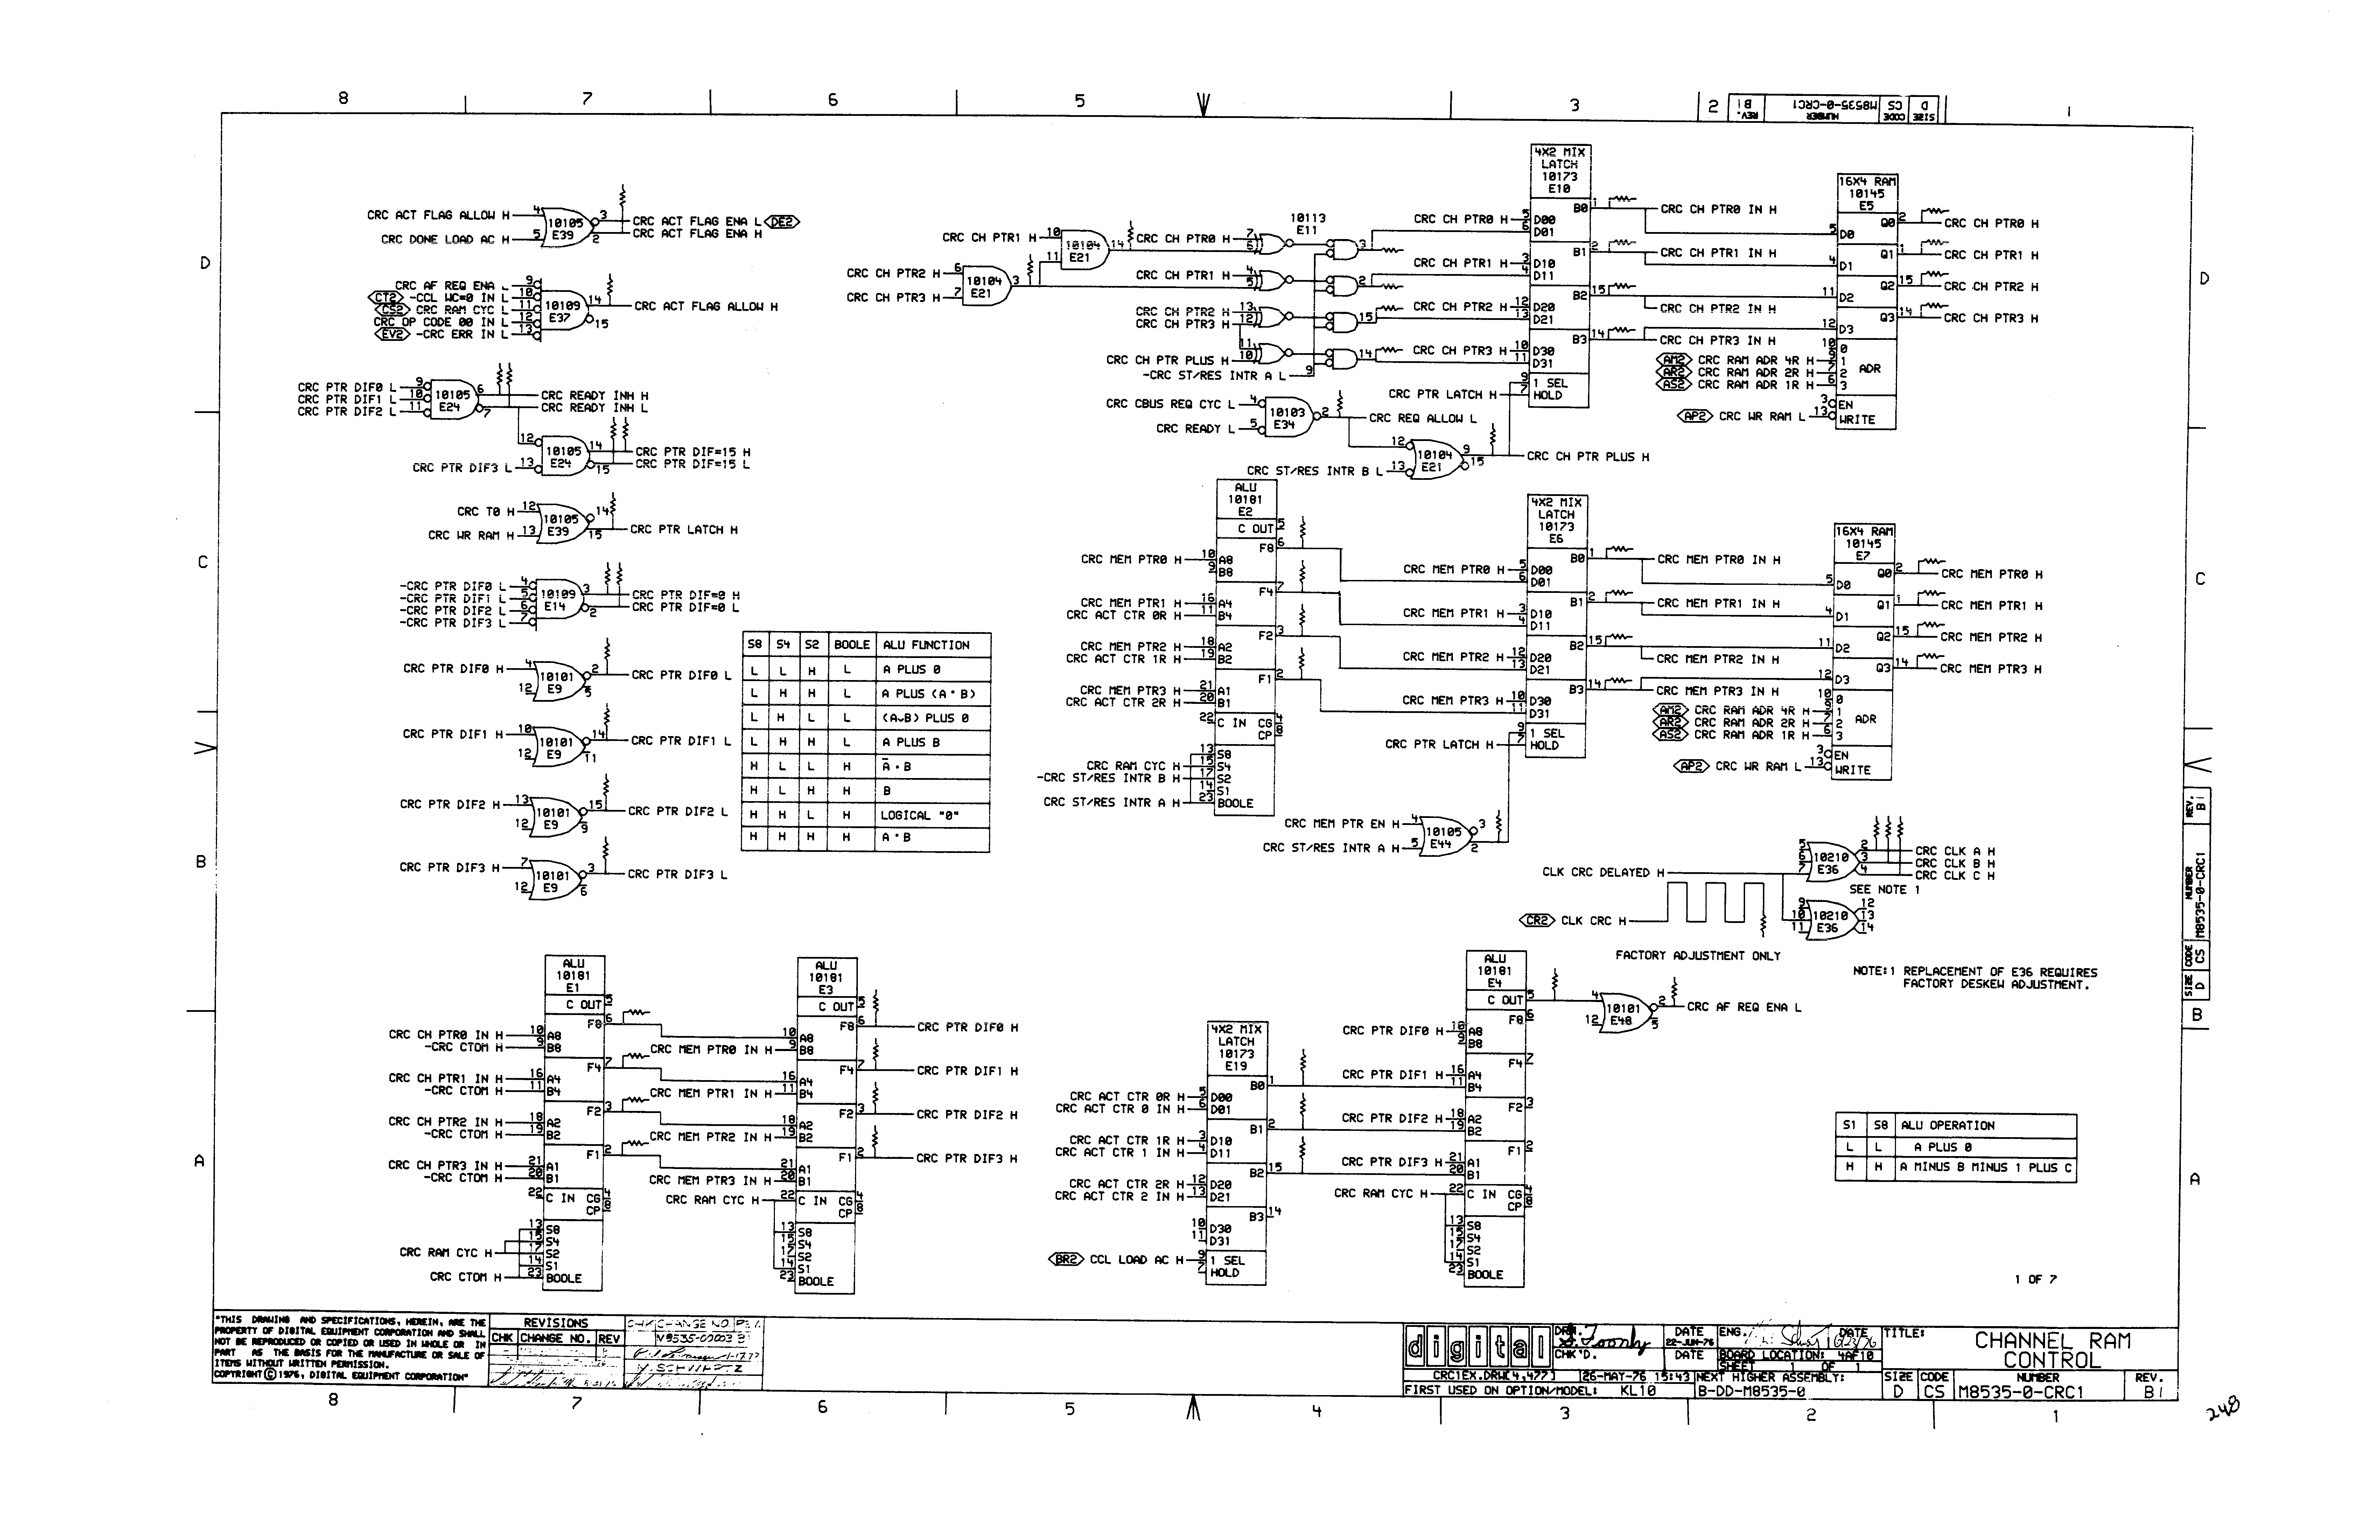 8 7 6 5 3 2 1
SIZE D CODE CS NUMBER M8535-0-CRC1 REV. B1
D
C
B
A
CRC ACT FLAG ALLOW H 4
CRC DONE LOAD AC H 5
10105
E39
3 CRC ACT FLAG ENA L DE2
2 CRC ACT FLAG ENA H
CRC AF REQ ENA L 9
CT2 -CCL WC=0 IN L 10
CS2 CRC RAM CYC L 11
CRC OP CODE 00 IN L 12
EV2 -CRC ERR IN L 13
10109
E37
14 CRC ACT FLAG ALLOW H
15
CRC PTR DIF0 L 9
CRC PTR DIF1 L 10
CRC PTR DIF2 L 11
10105
E24
6 CRC READY INH H
7 CRC READY INH L
12
CRC PTR DIF3 L 13
10105
E24
14 CRC PTR DIF=15 H
15 CRC PTR DIF=15 L
CRC T0 H 12
CRC WR RAM H 13
10105
E39
14
15 CRC PTR LATCH H
-CRC PTR DIF0 L 4
-CRC PTR DIF1 L 5
-CRC PTR DIF2 L 6
-CRC PTR DIF3 L 7
10109
E14
3 CRC PTR DIF=0 H
2 CRC PTR DIF=0 L
CRC PTR DIF0 H 4
12
10101
E9
2 CRC PTR DIF0 L
5
CRC PTR DIF1 H 10
12
10101
E9
14 CRC PTR DIF1 L
11
CRC PTR DIF2 H 13
12
10101
E9
15 CRC PTR DIF2 L
9
CRC PTR DIF3 H 7
12
10101
E9
3 CRC PTR DIF3 L
6
S8 S4 S2 BOOLE ALU FUNCTION
L L H L A PLUS 0
L H H L A PLUS (A·B)
L H L L (A∨B) PLUS 0
L H H L A PLUS B
H L L H Ā·B
H L H H B
H H L H LOGICAL "0"
H H H H A·B
CRC CH PTR2 H 6
CRC CH PTR3 H 7
10104
E21
3
CRC CH PTR1 H 10
11
10104
E21
14
10113
E11
CRC CH PTR0 H 7
6
CRC CH PTR1 H 4
5
CRC CH PTR2 H 13
CRC CH PTR3 H 12
11
CRC CH PTR PLUS H 10
-CRC ST/RES INTR A L 9
3
2
15
14
4X2 MIX
LATCH
10173
E10
CRC CH PTR0 H 5 D00
6 D01
CRC CH PTR1 H 3 D10
4 D11
CRC CH PTR2 H 12 D20
13 D21
CRC CH PTR3 H 10 D30
11 D31
9 1 SEL
CRC PTR LATCH H 7 HOLD
B0 1 CRC CH PTR0 IN H
B1 2 CRC CH PTR1 IN H
B2 15 CRC CH PTR2 IN H
B3 14 CRC CH PTR3 IN H
16X4 RAM
10145
E5
5 D0 Q0 2 CRC CH PTR0 H
4 D1 Q1 1 CRC CH PTR1 H
11 D2 Q2 15 CRC CH PTR2 H
12 D3 Q3 14 CRC CH PTR3 H
10 0
AM2 CRC RAM ADR 4R H 9 1
AR2 CRC RAM ADR 2R H 7 2 ADR
AS2 CRC RAM ADR 1R H 6 3
3 EN
AP2 CRC WR RAM L 13 WRITE
CRC CBUS REQ CYC L 4
CRC READY L 5
10103
E34
2 CRC REQ ALLOW L
12
CRC ST/RES INTR B L 13
10104
E21
9
15 CRC CH PTR PLUS H
ALU
10181
E2
C OUT 5
CRC MEM PTR0 H 10 A8 F8 6
9 B8
CRC MEM PTR1 H 16 A4 F4 7
CRC ACT CTR 0R H 11 B4
CRC MEM PTR2 H 18 A2 F2 3
CRC ACT CTR 1R H 19 B2
CRC MEM PTR3 H 21 A1 F1 2
CRC ACT CTR 2R H 20 B1
22 C IN CG 4
CP 8
13 S8
CRC RAM CYC H 15 S4
-CRC ST/RES INTR B H 17 S2
14 S1
CRC ST/RES INTR A H 23 BOOLE
4X2 MIX
LATCH
10173
E6
CRC MEM PTR0 H 5 D00
6 D01
CRC MEM PTR1 H 3 D10
4 D11
CRC MEM PTR2 H 12 D20
13 D21
CRC MEM PTR3 H 10 D30
11 D31
9 1 SEL
CRC PTR LATCH H 7 HOLD
B0 1 CRC MEM PTR0 IN H
B1 2 CRC MEM PTR1 IN H
B2 15 CRC MEM PTR2 IN H
B3 14 CRC MEM PTR3 IN H
16X4 RAM
10145
E7
5 D0 Q0 2 CRC MEM PTR0 H
4 D1 Q1 1 CRC MEM PTR1 H
11 D2 Q2 15 CRC MEM PTR2 H
12 D3 Q3 14 CRC MEM PTR3 H
10 0
AM2 CRC RAM ADR 4R H 9 1
AR2 CRC RAM ADR 2R H 7 2 ADR
AS2 CRC RAM ADR 1R H 6 3
3 EN
AP2 CRC WR RAM L 13 WRITE
CRC MEM PTR EN H 4
CRC ST/RES INTR A H 5
10105
E44
3
2
CLK CRC DELAYED H
CR2 CLK CRC H
5
6
7
10210
E36
2 CRC CLK A H
3 CRC CLK B H
4 CRC CLK C H
SEE NOTE 1
9
10
11
10210
E36
12
13
14
FACTORY ADJUSTMENT ONLY
NOTE:1 REPLACEMENT OF E36 REQUIRES
FACTORY DESKEW ADJUSTMENT.
ALU
10181
E1
C OUT 5
CRC CH PTR0 IN H 10 A8 F8 6
-CRC CTOM H 9 B8
CRC CH PTR1 IN H 16 A4 F4 7
-CRC CTOM H 11 B4
CRC CH PTR2 IN H 18 A2 F2 3
-CRC CTOM H 19 B2
CRC CH PTR3 IN H 21 A1 F1 2
-CRC CTOM H 20 B1
22 C IN CG 4
CP 8
13 S8
15 S4
CRC RAM CYC H 17 S2
14 S1
CRC CTOM H 23 BOOLE
ALU
10181
E3
C OUT 5
10 A8 F8 6 CRC PTR DIF0 H
CRC MEM PTR0 IN H 9 B8
16 A4 F4 7 CRC PTR DIF1 H
CRC MEM PTR1 IN H 11 B4
18 A2 F2 3 CRC PTR DIF2 H
CRC MEM PTR2 IN H 19 B2
21 A1 F1 2 CRC PTR DIF3 H
CRC MEM PTR3 IN H 20 B1
CRC RAM CYC H 22 C IN CG 4
CP 8
13 S8
15 S4
17 S2
14 S1
23 BOOLE
4X2 MIX
LATCH
10173
E19
CRC ACT CTR 0R H 5 D00 B0 1
CRC ACT CTR 0 IN H 6 D01
CRC ACT CTR 1R H 3 D10 B1 2
CRC ACT CTR 1 IN H 4 D11
CRC ACT CTR 2R H 12 D20 B2 15
CRC ACT CTR 2 IN H 13 D21
10 D30 B3 14
11 D31
BR2 CCL LOAD AC H 9 1 SEL
7 HOLD
ALU
10181
E4
C OUT 5
CRC PTR DIF0 H 10 A8 F8 6
9 B8
CRC PTR DIF1 H 16 A4 F4 7
11 B4
CRC PTR DIF2 H 18 A2 F2 3
19 B2
CRC PTR DIF3 H 21 A1 F1 2
20 B1
CRC RAM CYC H 22 C IN CG 4
CP 8
13 S8
15 S4
17 S2
14 S1
23 BOOLE
4
12
10101
E48
2 CRC AF REQ ENA L
5
S1 S8 ALU OPERATION
L L A PLUS 0
H H A MINUS B MINUS 1 PLUS C
1 OF 7
SIZE D CODE CS NUMBER M8535-0-CRC1 REV. B1
"THIS DRAWING AND SPECIFICATIONS, HEREIN, ARE THE
PROPERTY OF DIGITAL EQUIPMENT CORPORATION AND SHALL
NOT BE REPRODUCED OR COPIED OR USED IN WHOLE OR IN
PART AS THE BASIS FOR THE MANUFACTURE OR SALE OF
ITEMS WITHOUT WRITTEN PERMISSION.
COPYRIGHT © 1976, DIGITAL EQUIPMENT CORPORATION"
REVISIONS
CHK CHANGE NO. REV
CHK CHANGE NO REV
M8535-00003 B
V. SCHWARTZ
digital
DRN.
CHK'D.
DATE
22-JUN-76
DATE
ENG.
DATE
BOARD LOCATION: 4AF10
SHEET 1 OF 1
CRC1EX.DRW[4,477] 26-MAY-76 15:43 NEXT HIGHER ASSEMBLY:
FIRST USED ON OPTION/MODEL: KL10 B-DD-M8535-0
TITLE:
CHANNEL RAM
CONTROL
SIZE CODE NUMBER REV.
D CS M8535-0-CRC1 B1
8 7 6 5 4 3 2 1
248